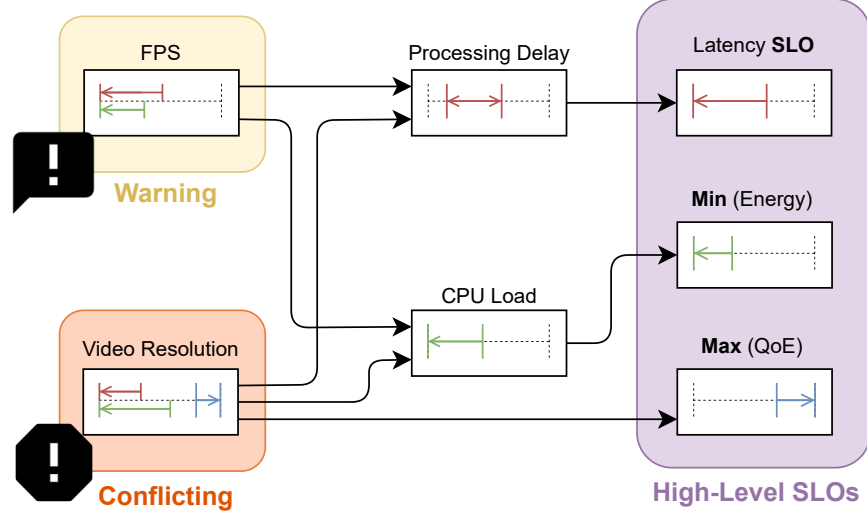 FPS
Processing Delay
Latency SLO
!
Warning
Min (Energy)
CPU Load
Video Resolution
Max (QoE)
!
Conflicting
High-Level SLOs